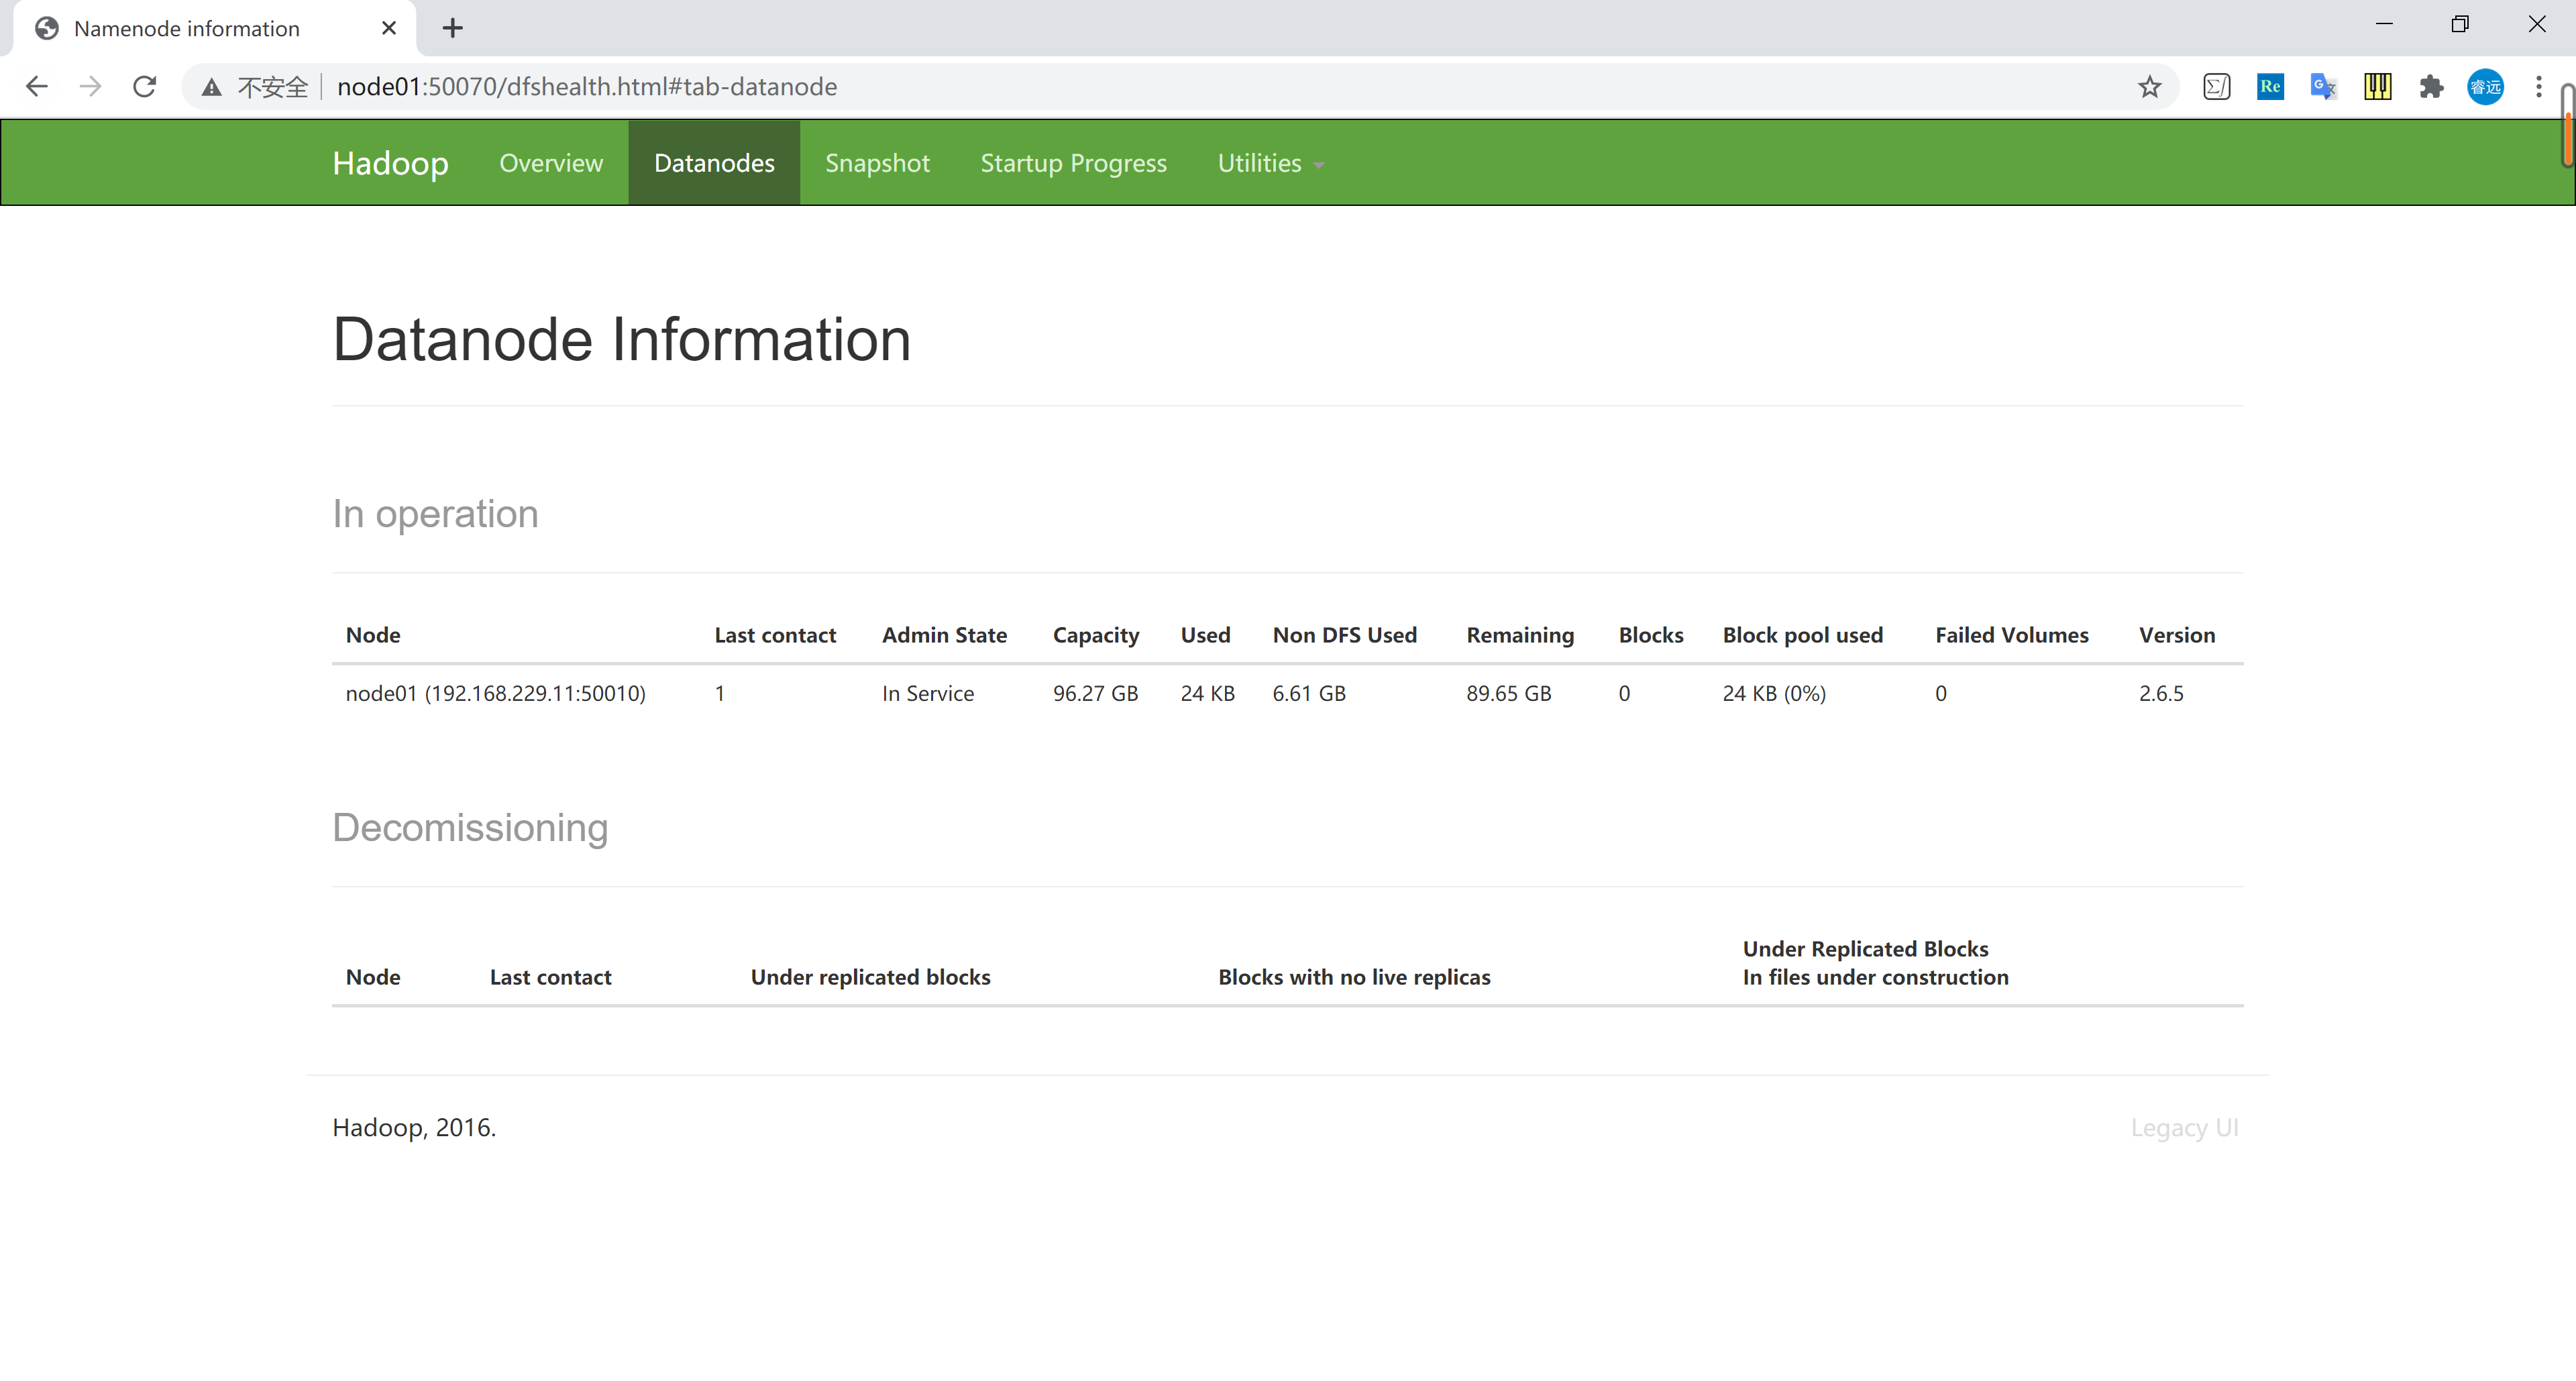 Namenode information
不安全 node01:50070/dfshealth.html#tab-datanode
Re
G 文
睿远
Hadoop Overview Datanodes Snapshot Startup Progress Utilities
Datanode Information
In operation
Node Last contact Admin State Capacity Used Non DFS Used Remaining Blocks Block pool used Failed Volumes Version
node01 (192.168.229.11:50010) 1 In Service 96.27 GB 24 KB 6.61 GB 89.65 GB 0 24 KB (0%) 0 2.6.5
Decomissioning
Node Last contact Under replicated blocks Blocks with no live replicas Under Replicated Blocks
In files under construction
Hadoop, 2016.
Legacy UI